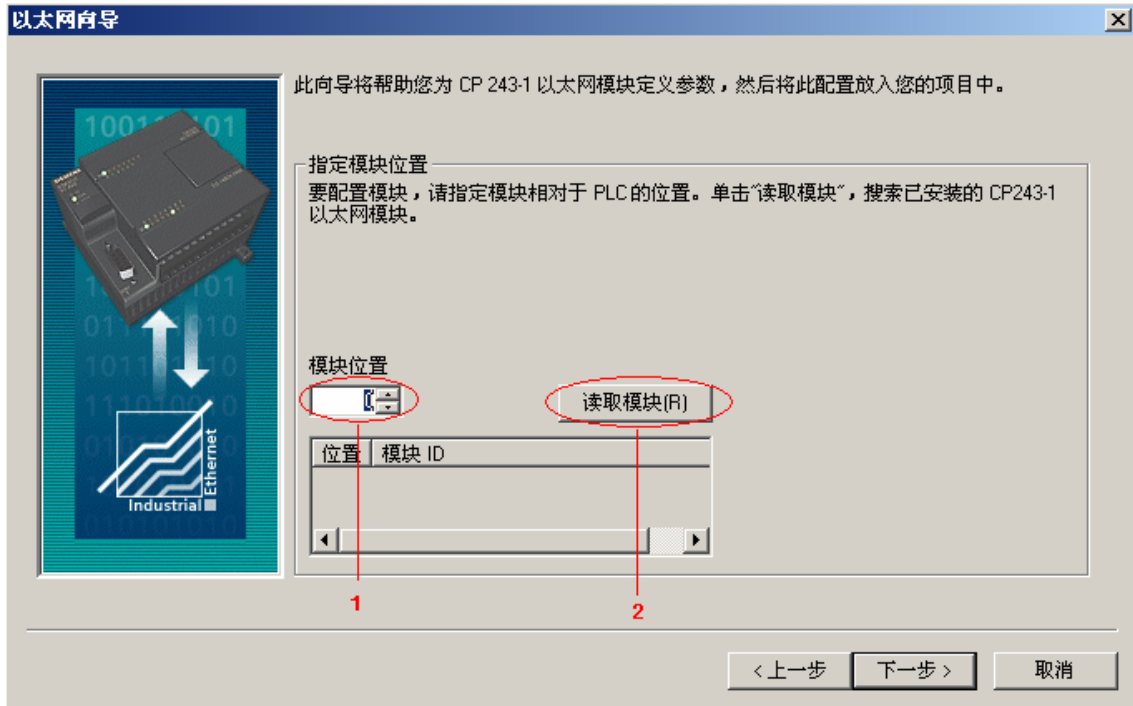 以太网向导
此向导将帮助您为 CP 243-1 以太网模块定义参数,然后将此配置放入您的项目中。
指定模块位置
要配置模块,请指定模块相对于 PLC 的位置。单击“读取模块”,搜索已安装的 CP243-1
以太网模块。
模块位置
0
读取模块(R)
位置 模块 ID
Industrial
Ethernet
1
2
<上一步
下一步>
取消